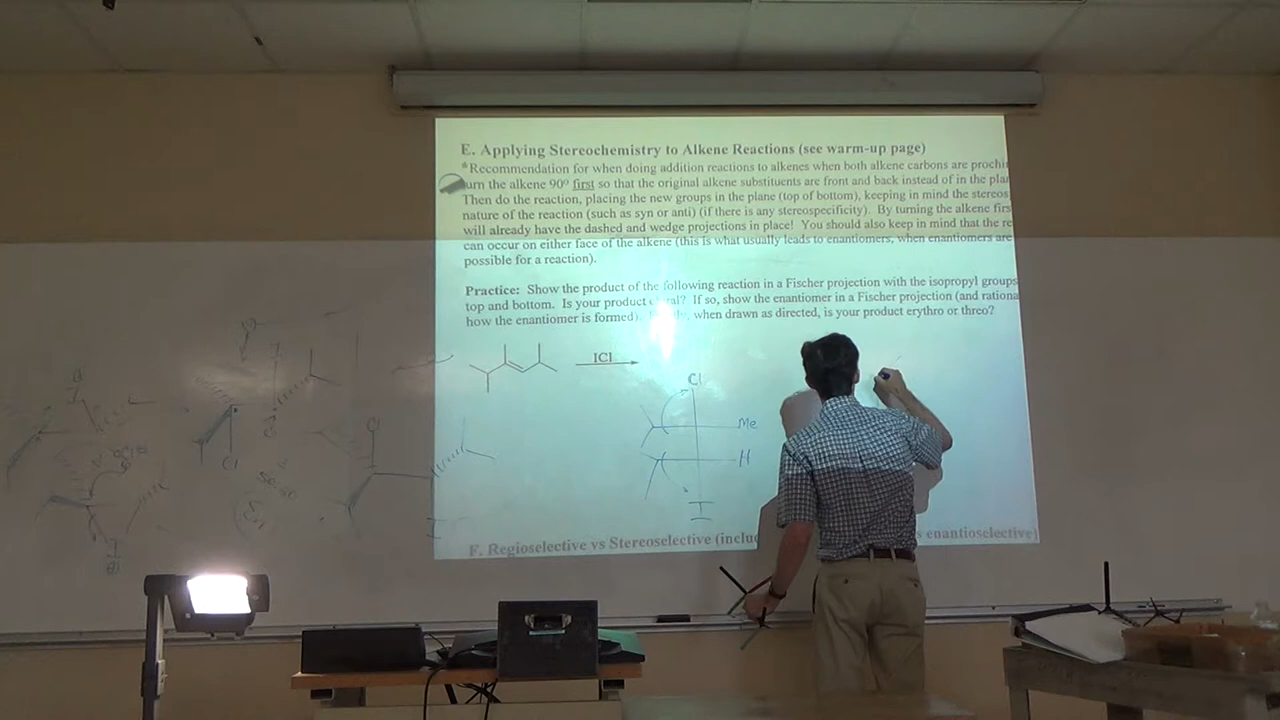 E. Applying Stereochemistry to Alkene Reactions (see warm-up page)
*Recommendation for when doing addition reactions to alkenes when both alkene carbons are prochi
urn the alkene 90º first so that the original alkene substituents are front and back instead of in the plan
Then do the reaction, placing the new groups in the plane (top of bottom), keeping in mind the stereos
nature of the reaction (such as syn or anti) (if there is any stereospecificity). By turning the alkene firs
will already have the dashed and wedge projections in place! You should also keep in mind that the re
can occur on either face of the alkene (this is what usually leads to enantiomers, when enantiomers are
possible for a reaction).
Practice: Show the product of the following reaction in a Fischer projection with the isopropyl groups
top and bottom. Is your product If so, show the enantiomer in a Fischer projection (and rationa
how the enantiomer is formed). when drawn as directed, is your product erythro or threo?
ICl
Cl
Me
H
I
Cl
Cl
F. Regioselective vs Stereoselective (inclu s enantioselective)